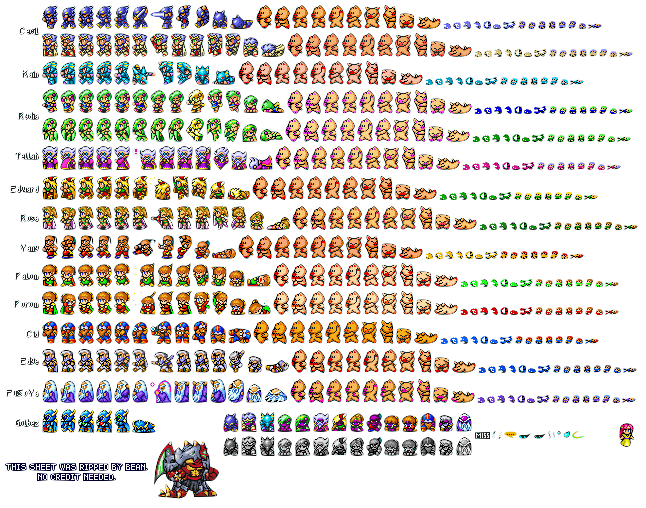 Cecil
Kain
Rydia
Tellah
Edward
Rosa
Yang
Palom
Porom
Cid
Edge
FuSoYa
Golbez
MISS
THIS SHEET WAS RIPPED BY BEAN.
NO CREDIT NEEDED.